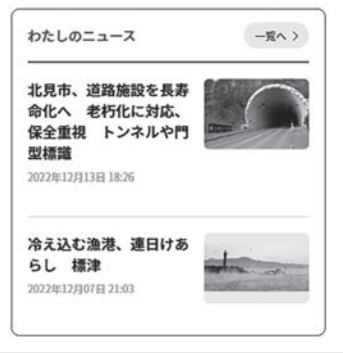 わたしのニュース
一覧へ >
北見市、道路施設を長寿
命化へ　老朽化に対応、
保全重視　トンネルや門
型標識
2022年12月13日 18:26
冷え込む漁港、連日けあ
らし　標津
2022年12月07日 21:03